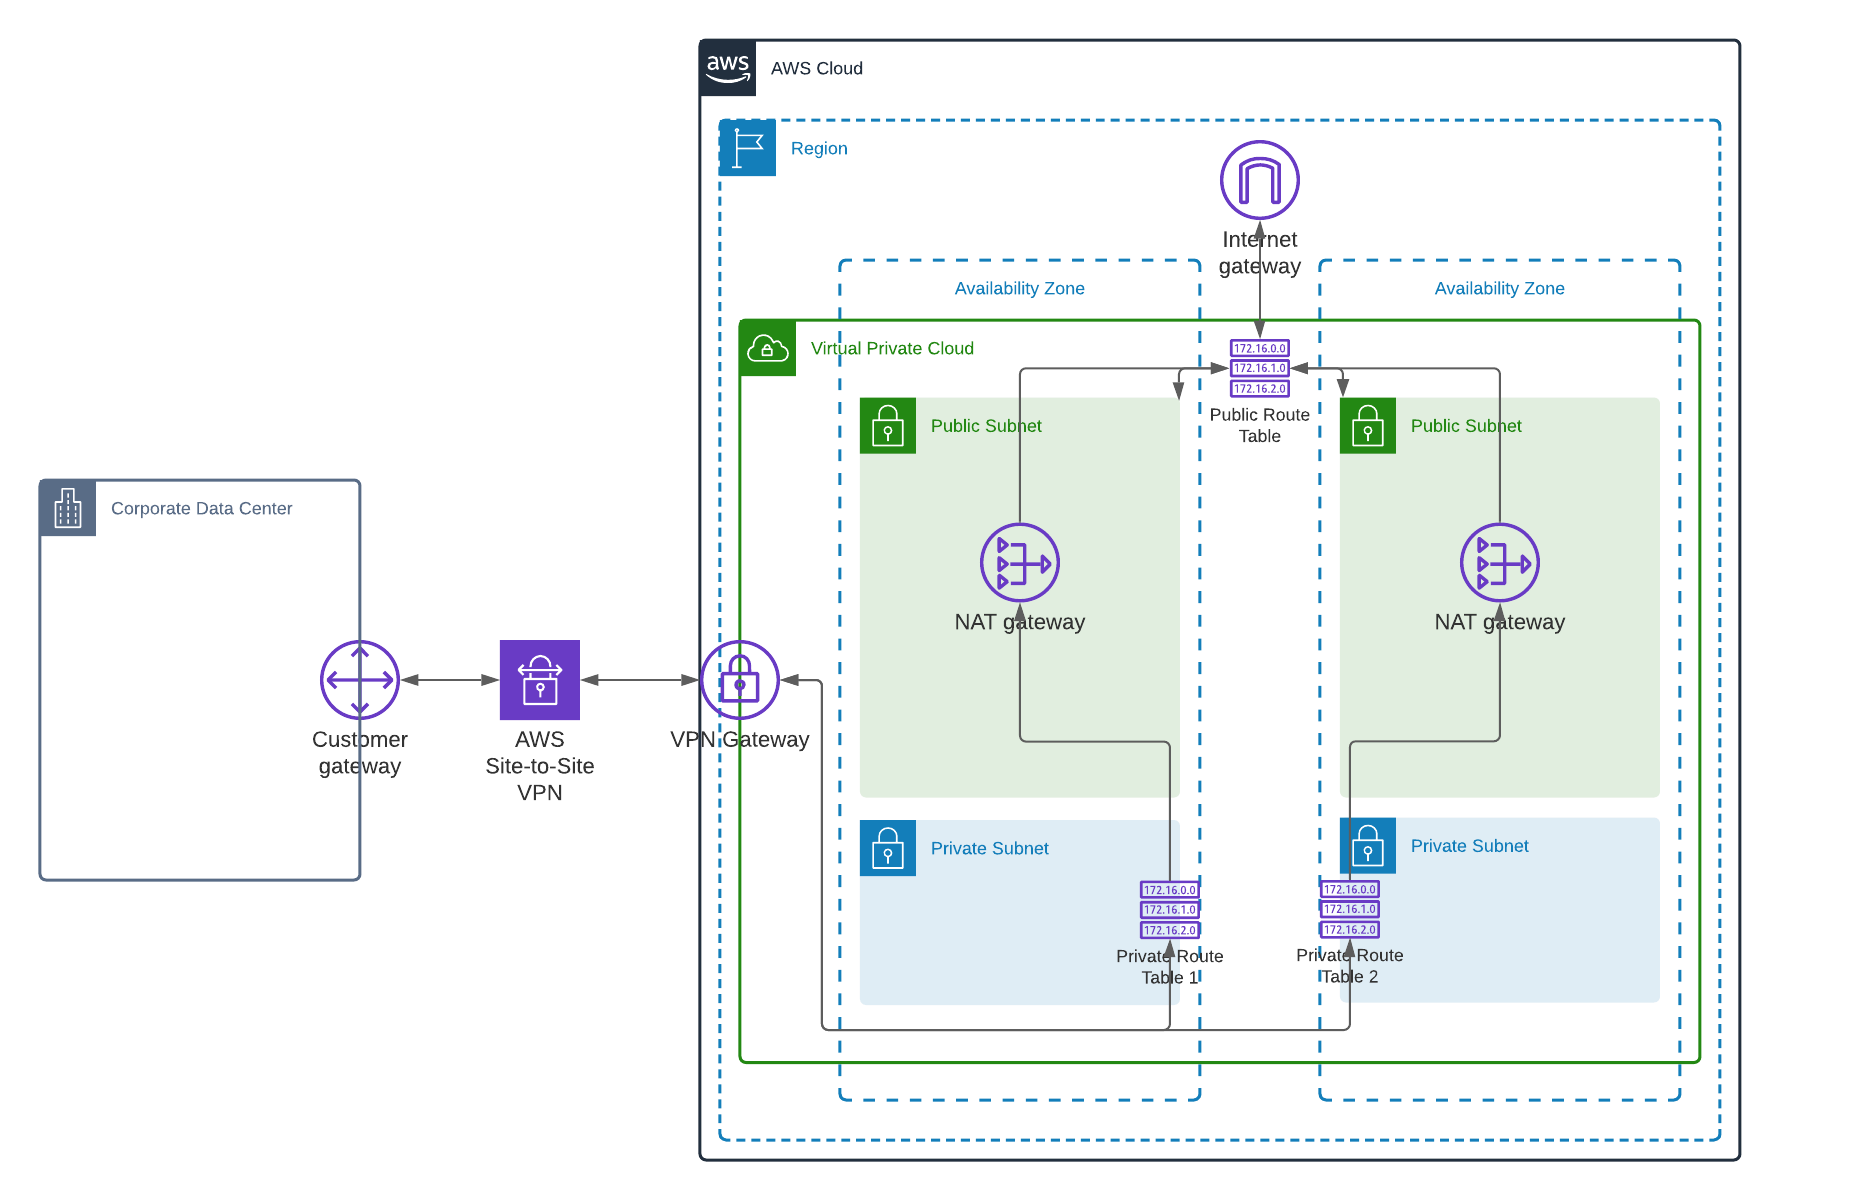 aws
AWS Cloud
Region
Internet
gateway
Availability Zone
Availability Zone
Virtual Private Cloud
172.16.0.0
172.16.1.0
172.16.2.0
Public Route
Table
Public Subnet
Public Subnet
Corporate Data Center
NAT gateway
NAT gateway
Customer
gateway
AWS
Site-to-Site
VPN
VPN Gateway
Private Subnet
Private Subnet
172.16.0.0
172.16.1.0
172.16.2.0
Private Route
Table 1
172.16.0.0
172.16.1.0
172.16.2.0
Private Route
Table 2